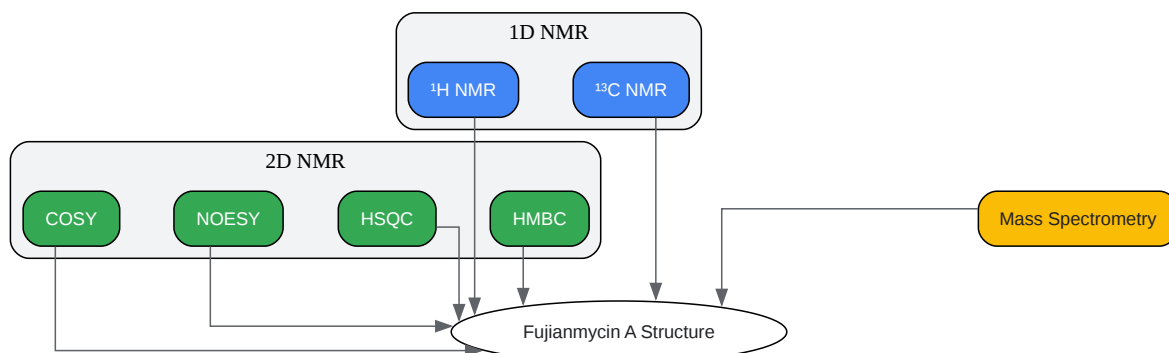 1D NMR
¹H NMR
¹³C NMR
2D NMR
COSY
NOESY
HSQC
HMBC
Mass Spectrometry
Fujianmycin A Structure